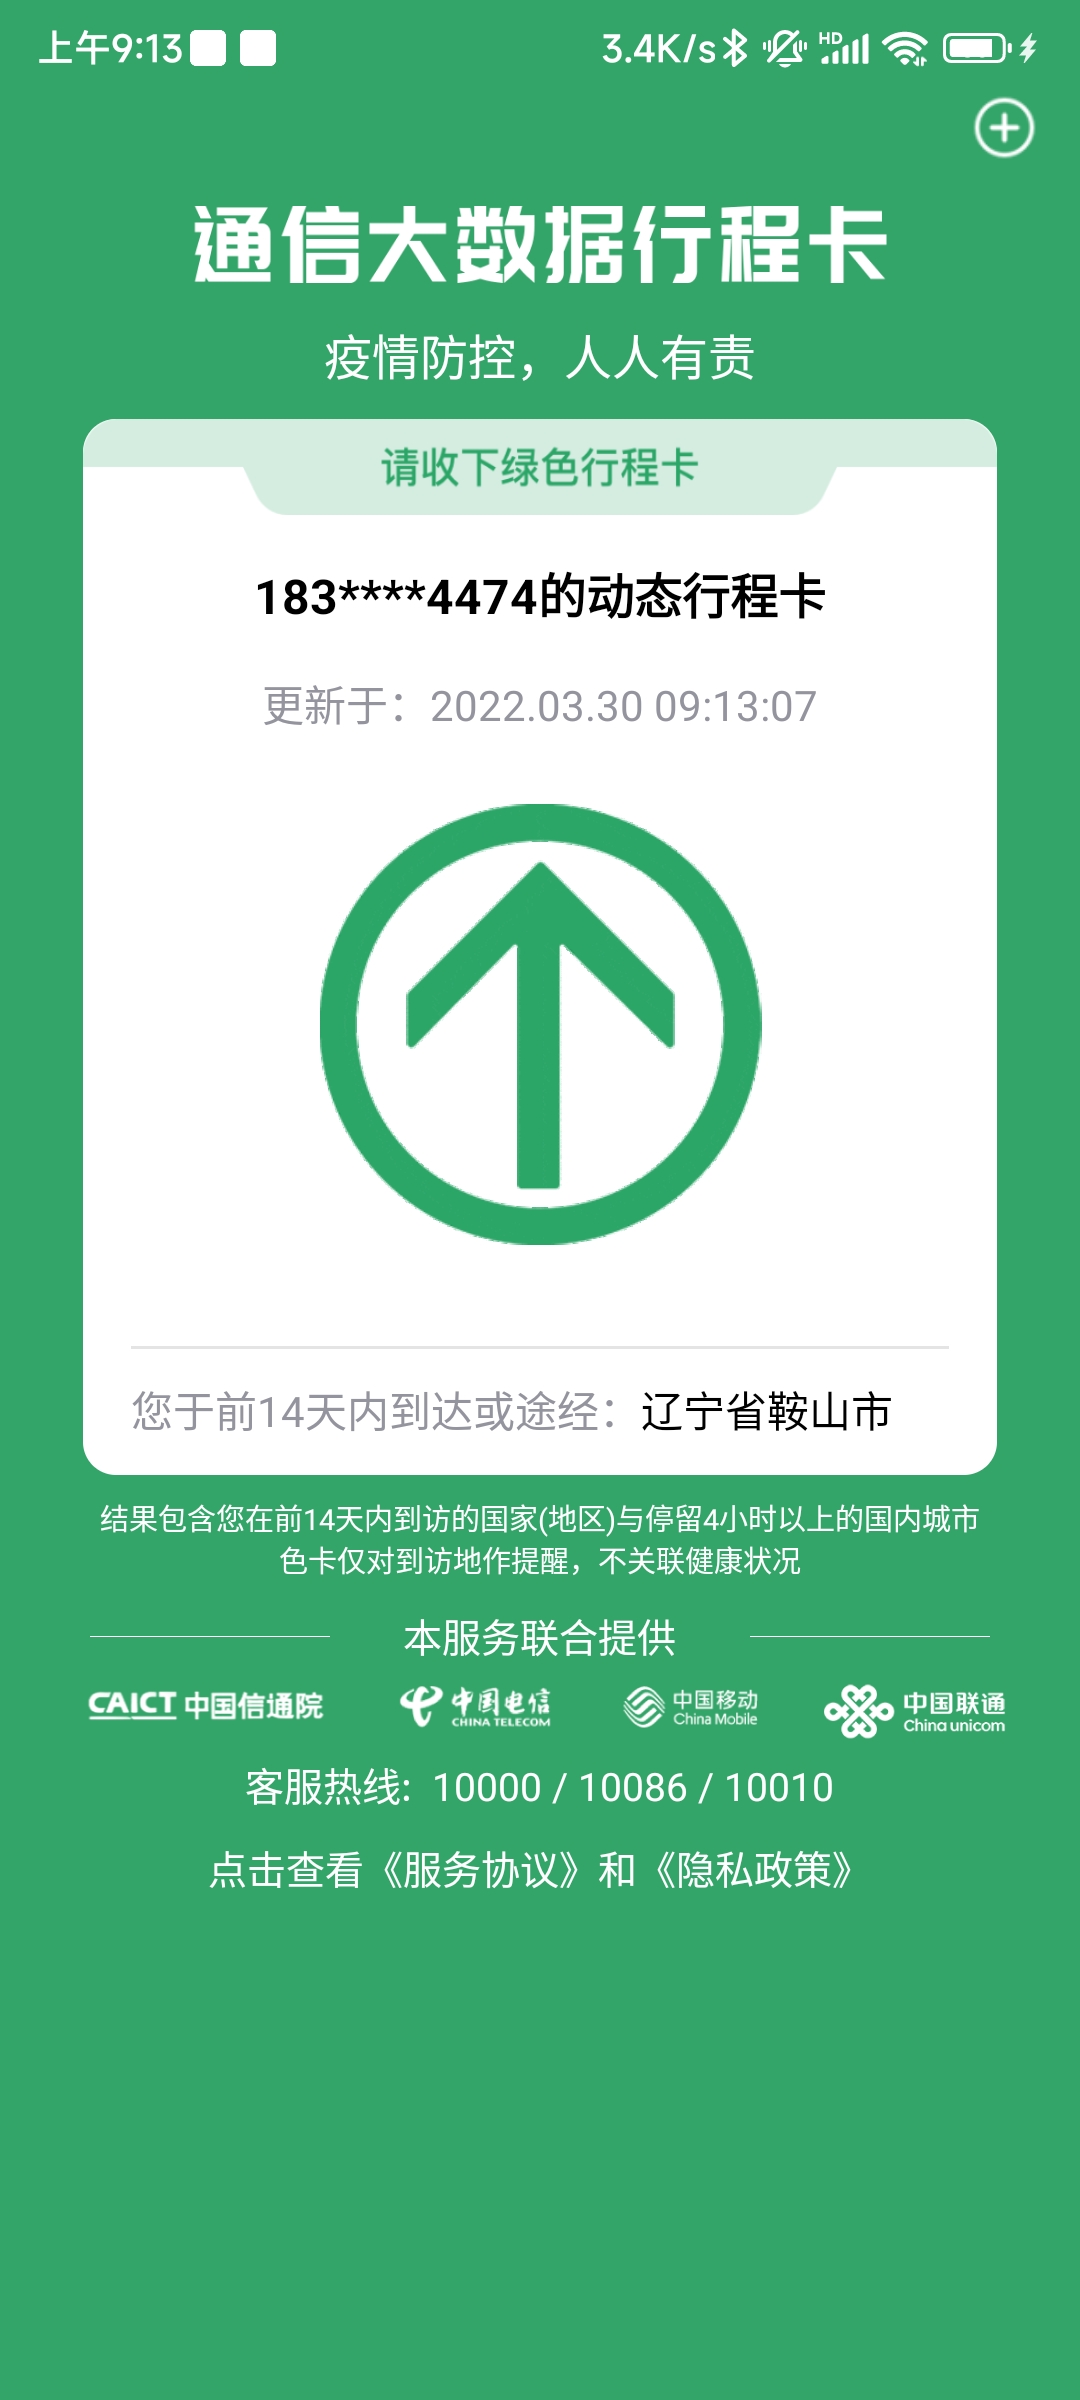 上午9:13
3.4K/s
HD
通信大数据行程卡
疫情防控，人人有责
请收下绿色行程卡
183****4474的动态行程卡
更新于：2022.03.30 09:13:07
您于前14天内到达或途经：辽宁省鞍山市
结果包含您在前14天内到访的国家(地区)与停留4小时以上的国内城市
色卡仅对到访地作提醒，不关联健康状况
本服务联合提供
CAICT 中国信通院
中国电信
CHINA TELECOM
中国移动
China Mobile
中国联通
China unicom
客服热线：10000 / 10086 / 10010
点击查看《服务协议》和《隐私政策》